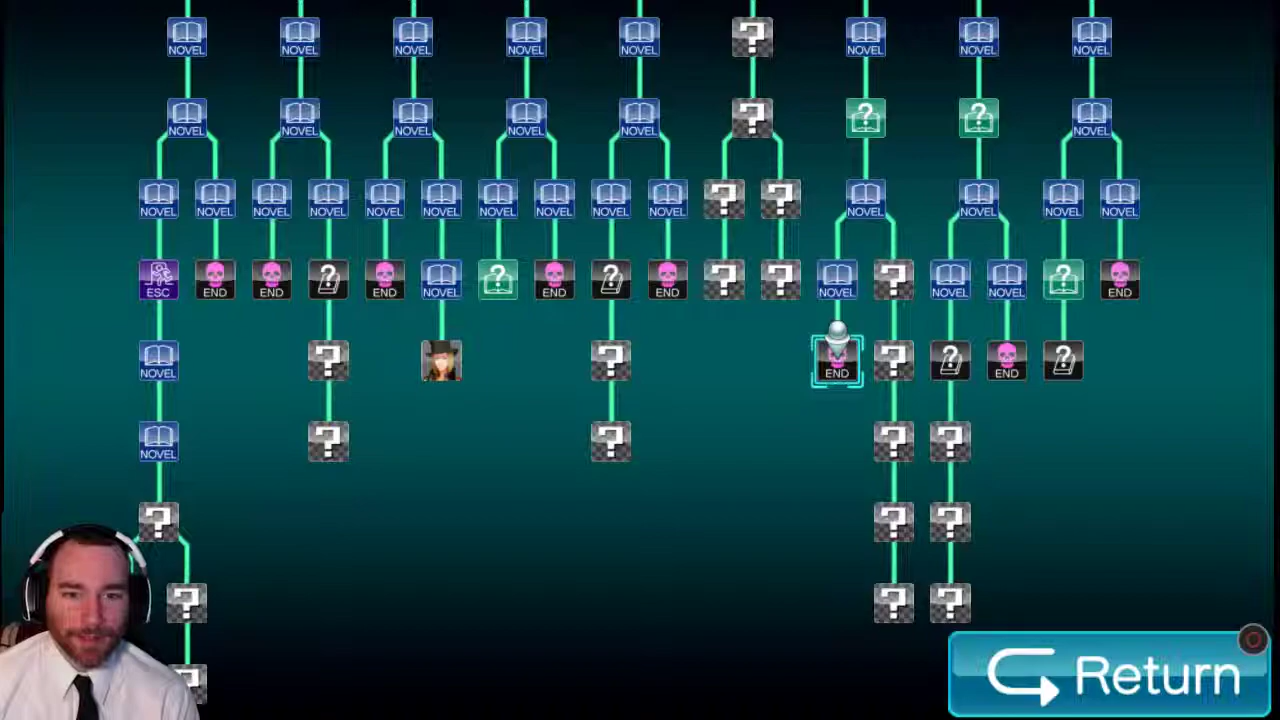 NOVEL NOVEL NOVEL NOVEL NOVEL ? NOVEL NOVEL NOVEL
NOVEL NOVEL NOVEL NOVEL NOVEL ? ? ? NOVEL
NOVEL NOVEL NOVEL NOVEL NOVEL NOVEL NOVEL NOVEL NOVEL NOVEL ? ? NOVEL NOVEL NOVEL NOVEL
ESC END END ? END NOVEL ? END ? END ? ? NOVEL ? NOVEL NOVEL ? END
NOVEL ? ? END ? ? END ?
NOVEL ? ? ? ?
? ? ?
? ? ?
?
Return